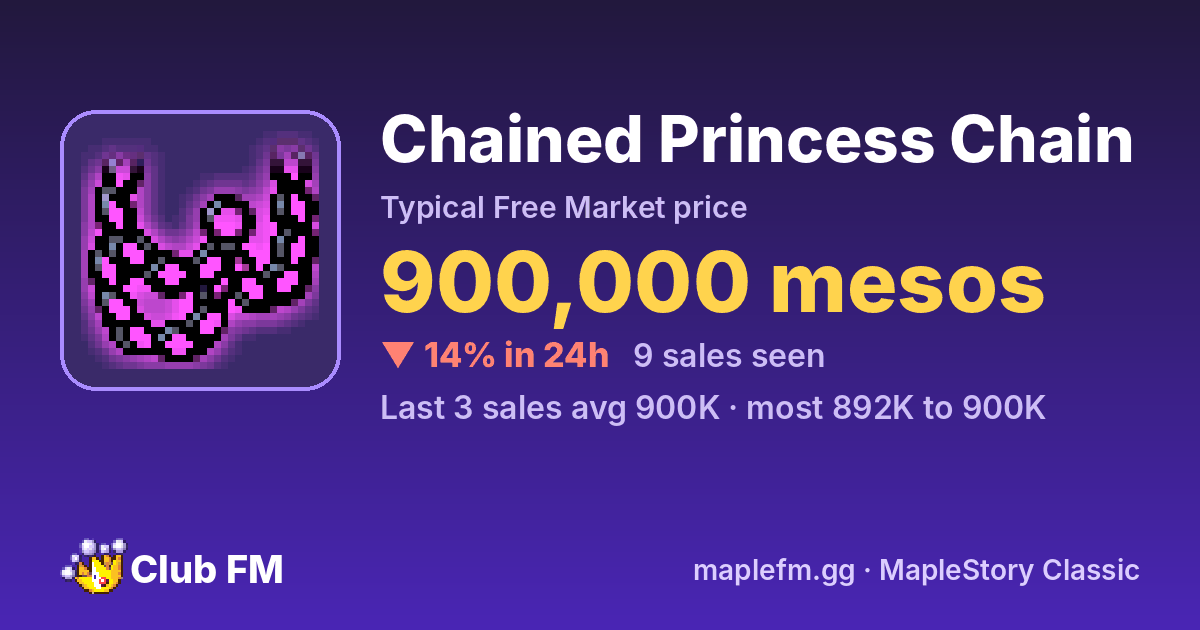 Chained Princess Chain
Typical Free Market price
900,000 mesos
▼ 14% in 24h 9 sales seen
Last 3 sales avg 900K · most 892K to 900K
Club FM
maplefm.gg · MapleStory Classic